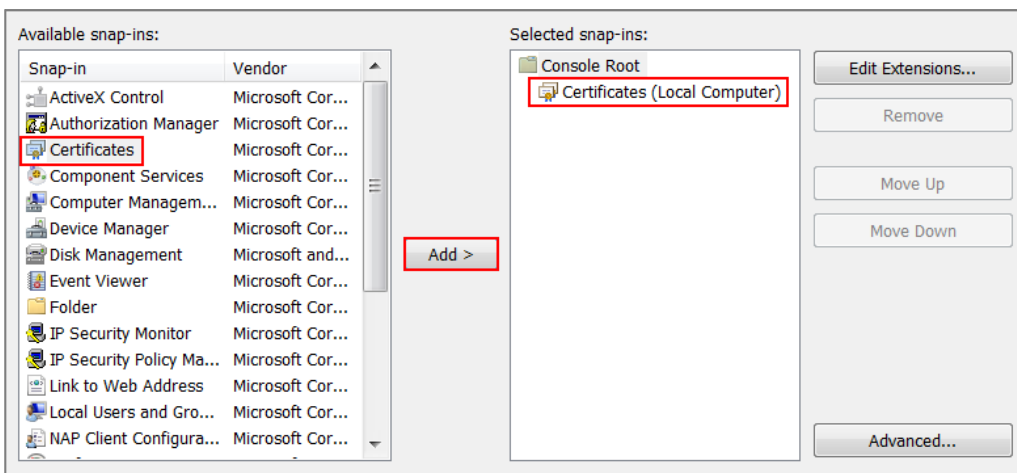 Available snap-ins:
Snap-in Vendor
ActiveX Control Microsoft Cor...
Authorization Manager Microsoft Cor...
Certificates Microsoft Cor...
Component Services Microsoft Cor...
Computer Managem... Microsoft Cor...
Device Manager Microsoft Cor...
Disk Management Microsoft and...
Event Viewer Microsoft Cor...
Folder Microsoft Cor...
IP Security Monitor Microsoft Cor...
IP Security Policy Ma... Microsoft Cor...
Link to Web Address Microsoft Cor...
Local Users and Gro... Microsoft Cor...
NAP Client Configura... Microsoft Cor...
Add >
Selected snap-ins:
Console Root
Certificates (Local Computer)
Edit Extensions...
Remove
Move Up
Move Down
Advanced...